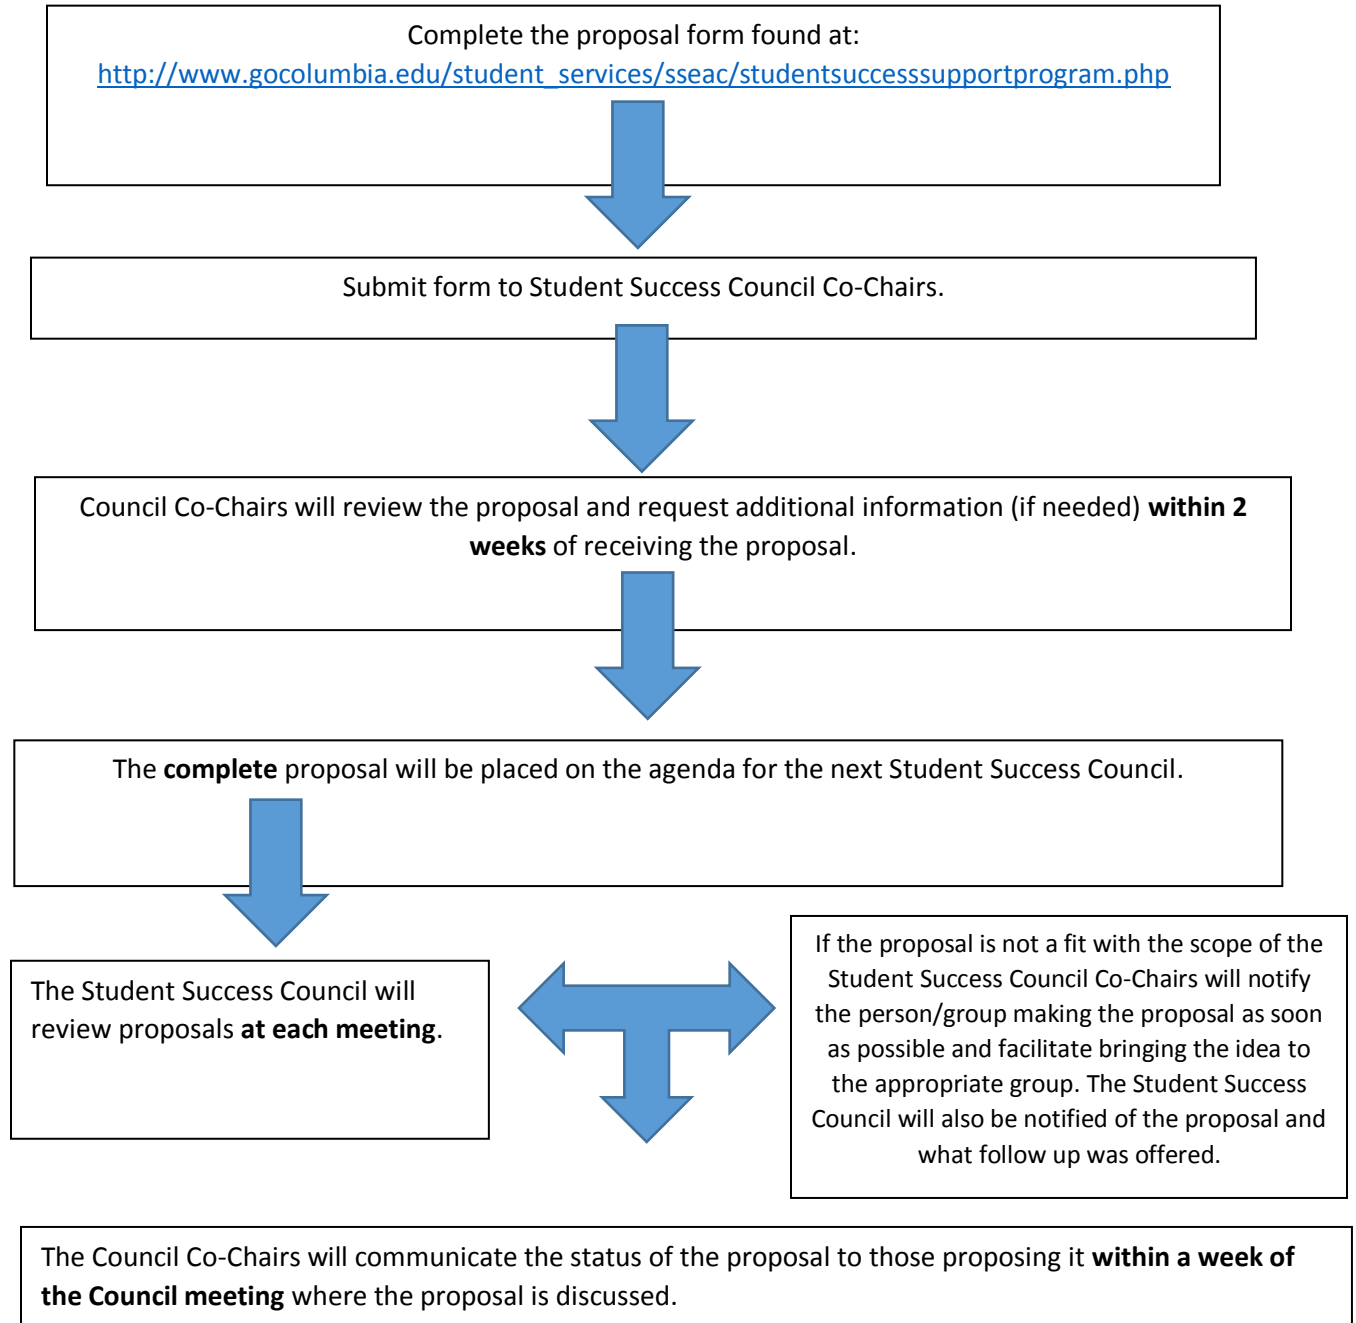 Complete the proposal form found at:
http://www.gocolumbia.edu/student_services/sseac/studentsuccesssupportprogram.php
Submit form to Student Success Council Co-Chairs.
Council Co-Chairs will review the proposal and request additional information (if needed) within 2
weeks of receiving the proposal.
The complete proposal will be placed on the agenda for the next Student Success Council.
The Student Success Council will
review proposals at each meeting.
If the proposal is not a fit with the scope of the
Student Success Council Co-Chairs will notify
the person/group making the proposal as soon
as possible and facilitate bringing the idea to
the appropriate group. The Student Success
Council will also be notified of the proposal and
what follow up was offered.
The Council Co-Chairs will communicate the status of the proposal to those proposing it within a week of
the Council meeting where the proposal is discussed.